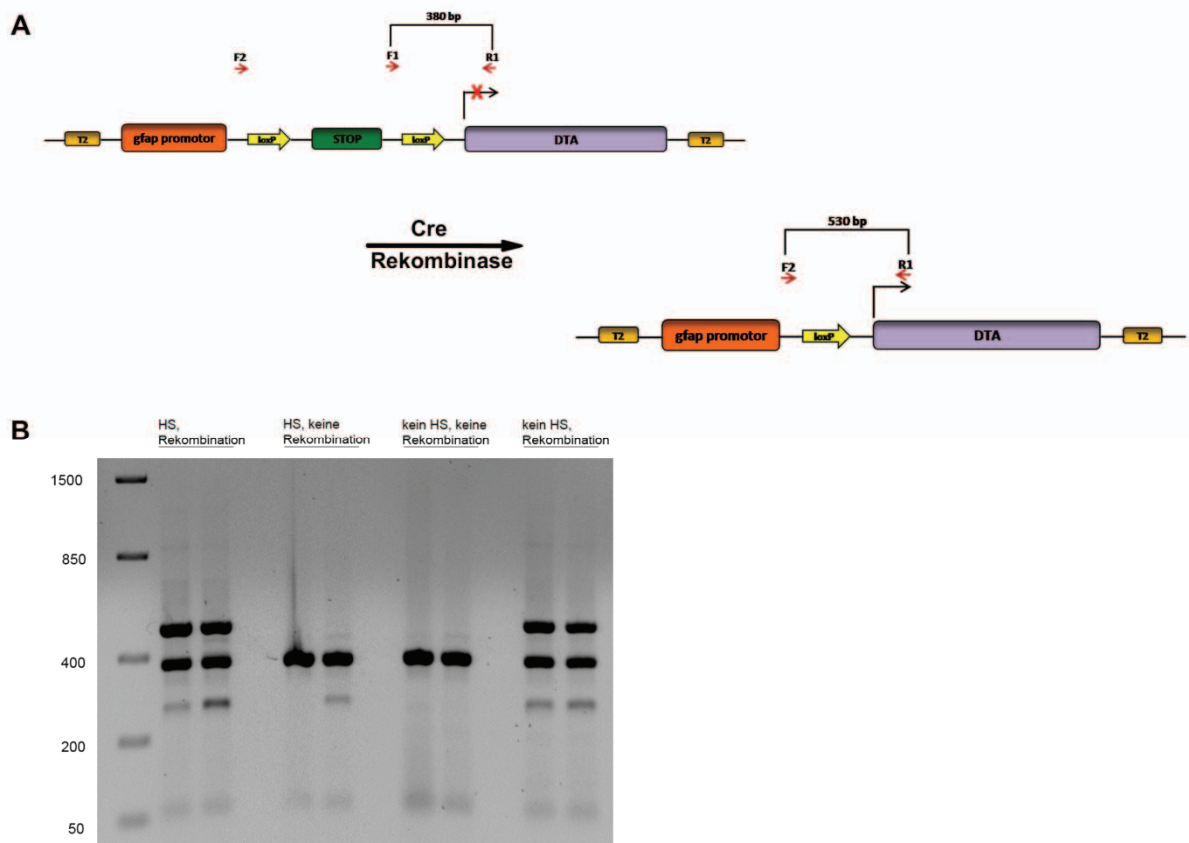 A
380 bp
F2
F1
R1
T2
gfap promotor
loxP
STOP
loxP
DTA
T2
Cre
Rekombinase
530 bp
F2
R1
T2
gfap promotor
loxP
DTA
T2
B
HS,
Rekombination
HS, keine
Rekombination
kein HS, keine
Rekombination
kein HS,
Rekombination
1500
850
400
200
50